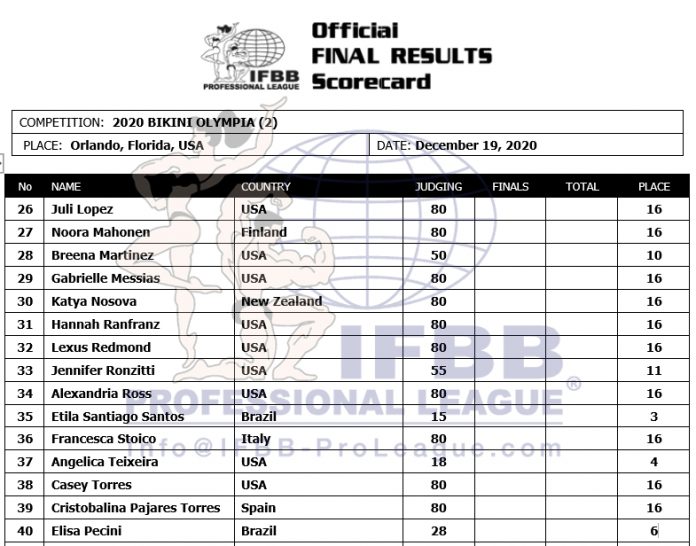 Official
FINAL RESULTS
Scorecard
IFBB
PROFESSIONAL LEAGUE
COMPETITION: 2020 BIKINI OLYMPIA (2)
PLACE: Orlando, Florida, USA DATE: December 19, 2020
No NAME COUNTRY JUDGING FINALS TOTAL PLACE
26 Juli Lopez USA 80 16
27 Noora Mahonen Finland 80 16
28 Breena Martinez USA 50 10
29 Gabrielle Messias USA 80 16
30 Katya Nosova New Zealand 80 16
31 Hannah Ranfranz USA 80 16
32 Lexus Redmond USA 80 16
33 Jennifer Ronzitti USA 55 11
34 Alexandria Ross USA 80 16
35 Etila Santiago Santos Brazil 15 3
36 Francesca Stoico Italy 80 16
37 Angelica Teixeira USA 18 4
38 Casey Torres USA 80 16
39 Cristobalina Pajares Torres Spain 80 16
40 Elisa Pecini Brazil 28 6
IFBB
PROFESSIONAL LEAGUE®
info@IFBB-ProLeague.com